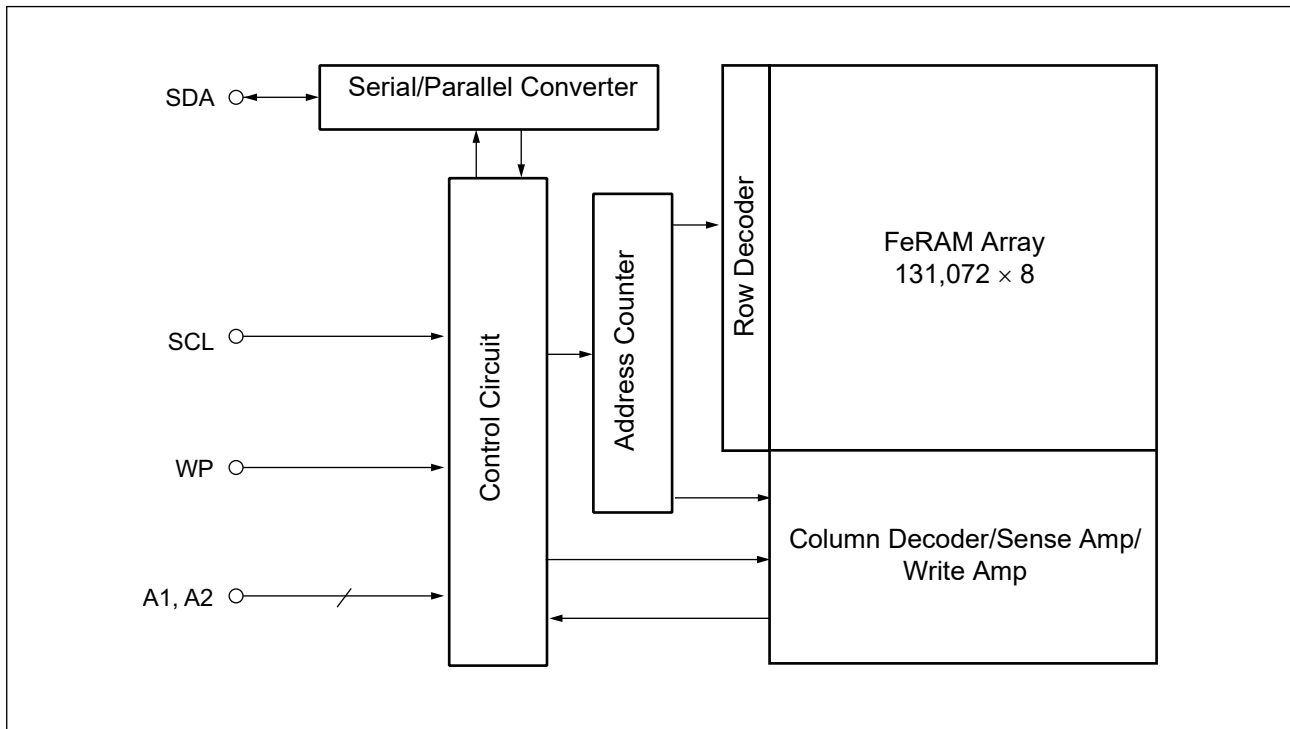 Serial/Parallel Converter
SDA
SCL
WP
A1, A2
Control Circuit
Address Counter
Row Decoder
FeRAM Array
131,072 × 8
Column Decoder/Sense Amp/
Write Amp